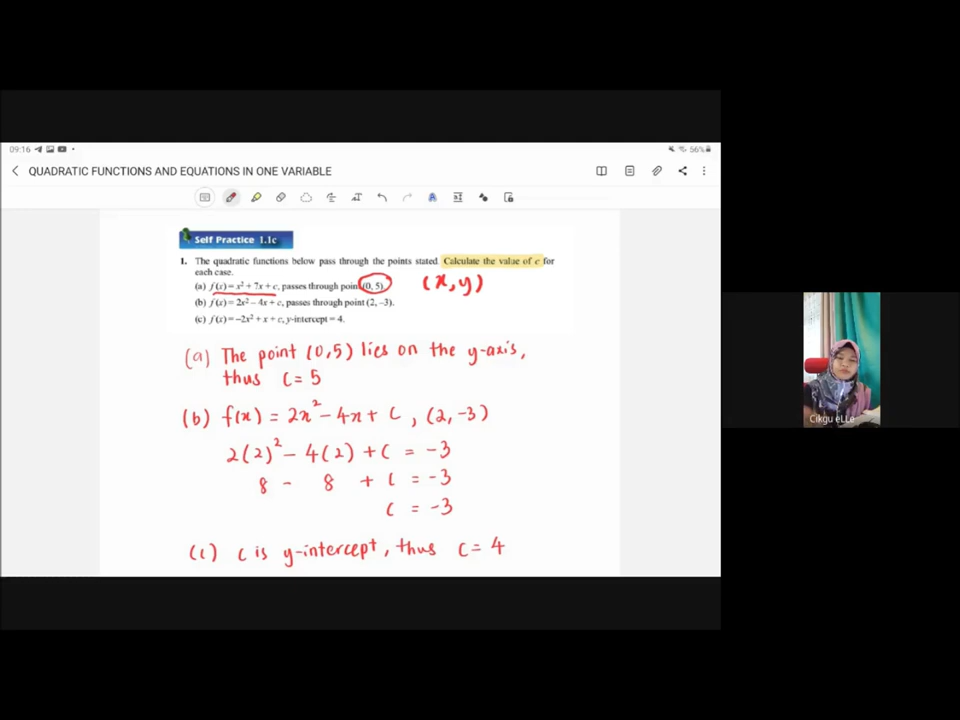 09:16
56%
QUADRATIC FUNCTIONS AND EQUATIONS IN ONE VARIABLE
Self Practice 1.1c
1. The quadratic functions below pass through the points stated. Calculate the value of c for
each case.
(a) f(x) = x² + 7x + c, passes through point (0, 5). (x, y)
(b) f(x) = 2x² – 4x + c, passes through point (2, –3).
(c) f(x) = –2x² + x + c, y-intercept = 4.
(a) The point (0,5) lies on the y-axis,
thus c = 5
(b) f(x) = 2x² – 4x + c , (2, –3)
2(2)² – 4(2) + c = –3
8 – 8 + c = –3
c = –3
(c) c is y-intercept, thus c = 4
Cikgu eLLe